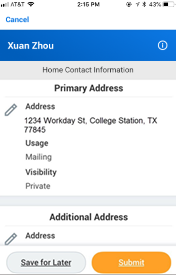 AT&T
2:15 PM
43%
Cancel
Xuan Zhou
Home Contact Information
Primary Address
Address
1234 Workday St, College Station, TX
77845
Usage
Mailing
Visibility
Private
Additional Address
Address
Save for Later
Submit